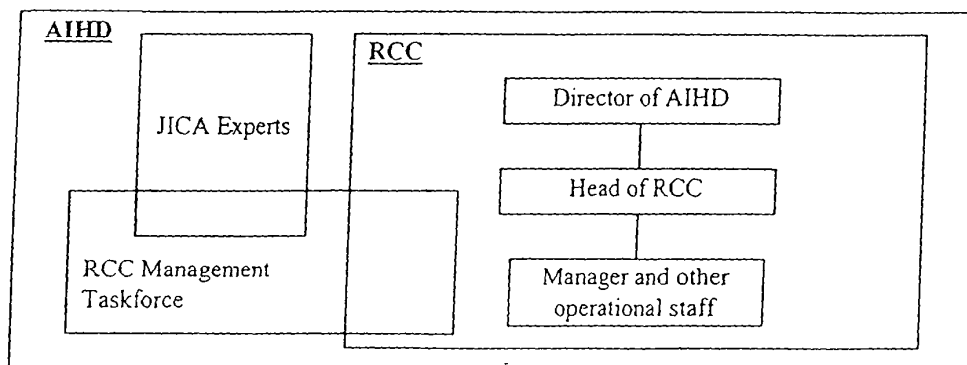 AIHD
RCC
JICA Experts
Director of AIHD
Head of RCC
RCC Management
Taskforce
Manager and other
operational staff